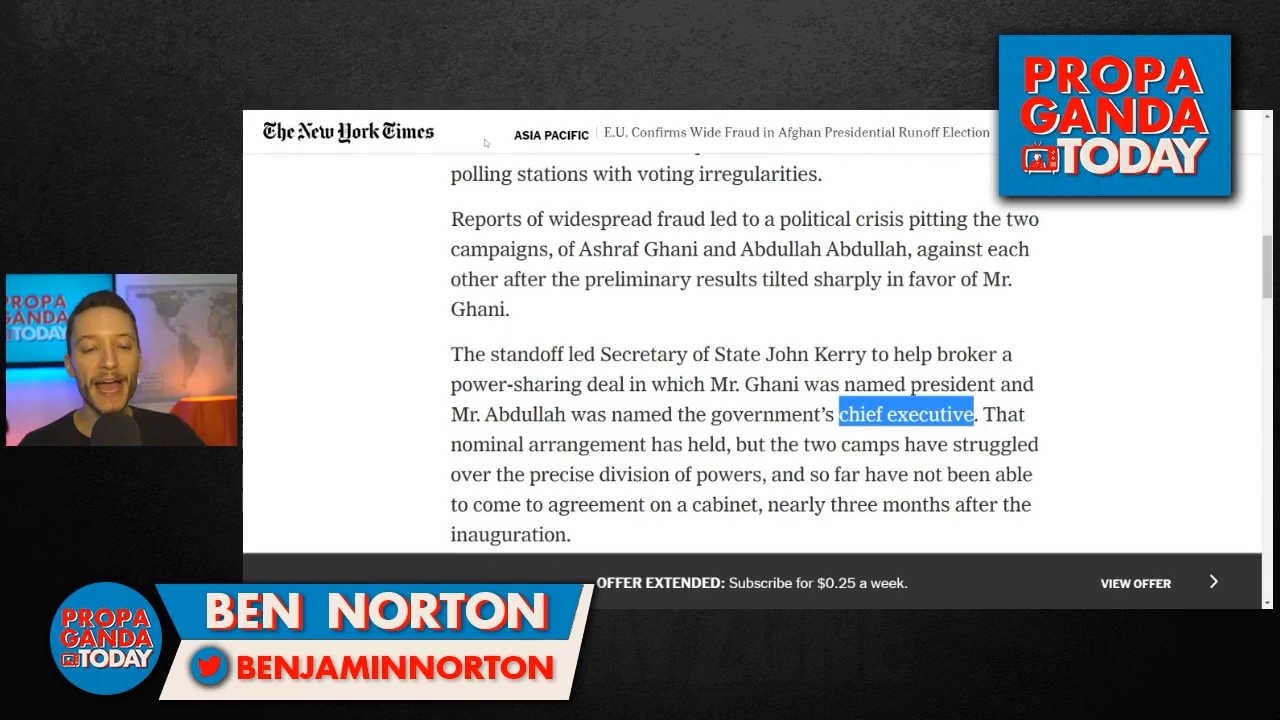 PROPA
GANDA
TODAY
The New York Times
ASIA PACIFIC
E.U. Confirms Wide Fraud in Afghan Presidential Runoff Election
polling stations with voting irregularities.
Reports of widespread fraud led to a political crisis pitting the two
campaigns, of Ashraf Ghani and Abdullah Abdullah, against each
other after the preliminary results tilted sharply in favor of Mr.
Ghani.
The standoff led Secretary of State John Kerry to help broker a
power-sharing deal in which Mr. Ghani was named president and
Mr. Abdullah was named the government's chief executive. That
nominal arrangement has held, but the two camps have struggled
over the precise division of powers, and so far have not been able
to come to agreement on a cabinet, nearly three months after the
inauguration.
OFFER EXTENDED: Subscribe for $0.25 a week.
VIEW OFFER
PROPA
GANDA
TODAY
PROPA
GANDA
TODAY
BEN NORTON
BENJAMINNORTON